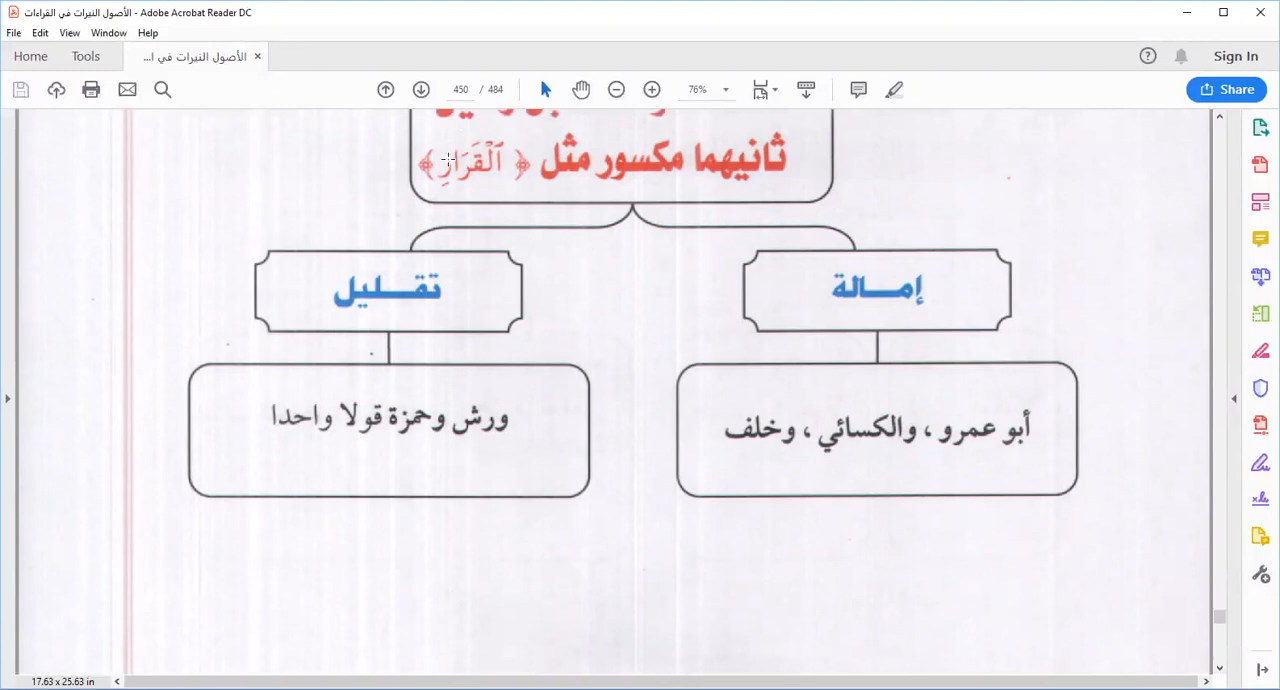 الأصول النيرات في القراءات - Adobe Acrobat Reader DC
File Edit View Window Help
Home Tools الأصول النيرات في ا... × Sign In
450 / 484 76% Share
ثانيهما مكسور مثل ﴿ ٱلْقَرَارِ ﴾
إمـــالة
تقـــليل
أبو عمرو ، والكسائي ، وخلف
ورش وحمزة قولا واحدا
17.63 x 25.63 in